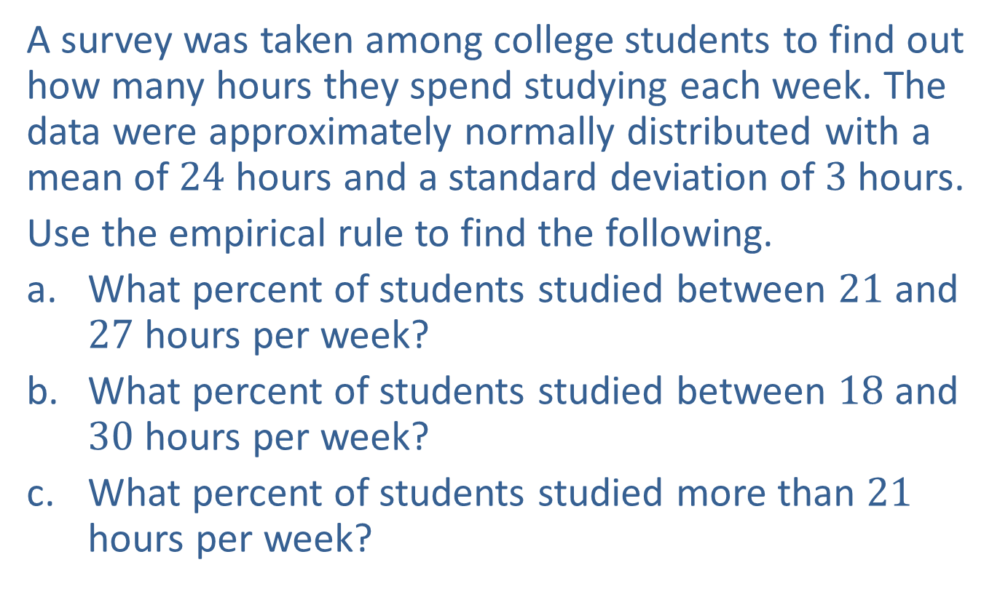 A survey was taken among college students to find out
how many hours they spend studying each week. The
data were approximately normally distributed with a
mean of 24 hours and a standard deviation of 3 hours.
Use the empirical rule to find the following.
a. What percent of students studied between 21 and
27 hours per week?
b. What percent of students studied between 18 and
30 hours per week?
c. What percent of students studied more than 21
hours per week?